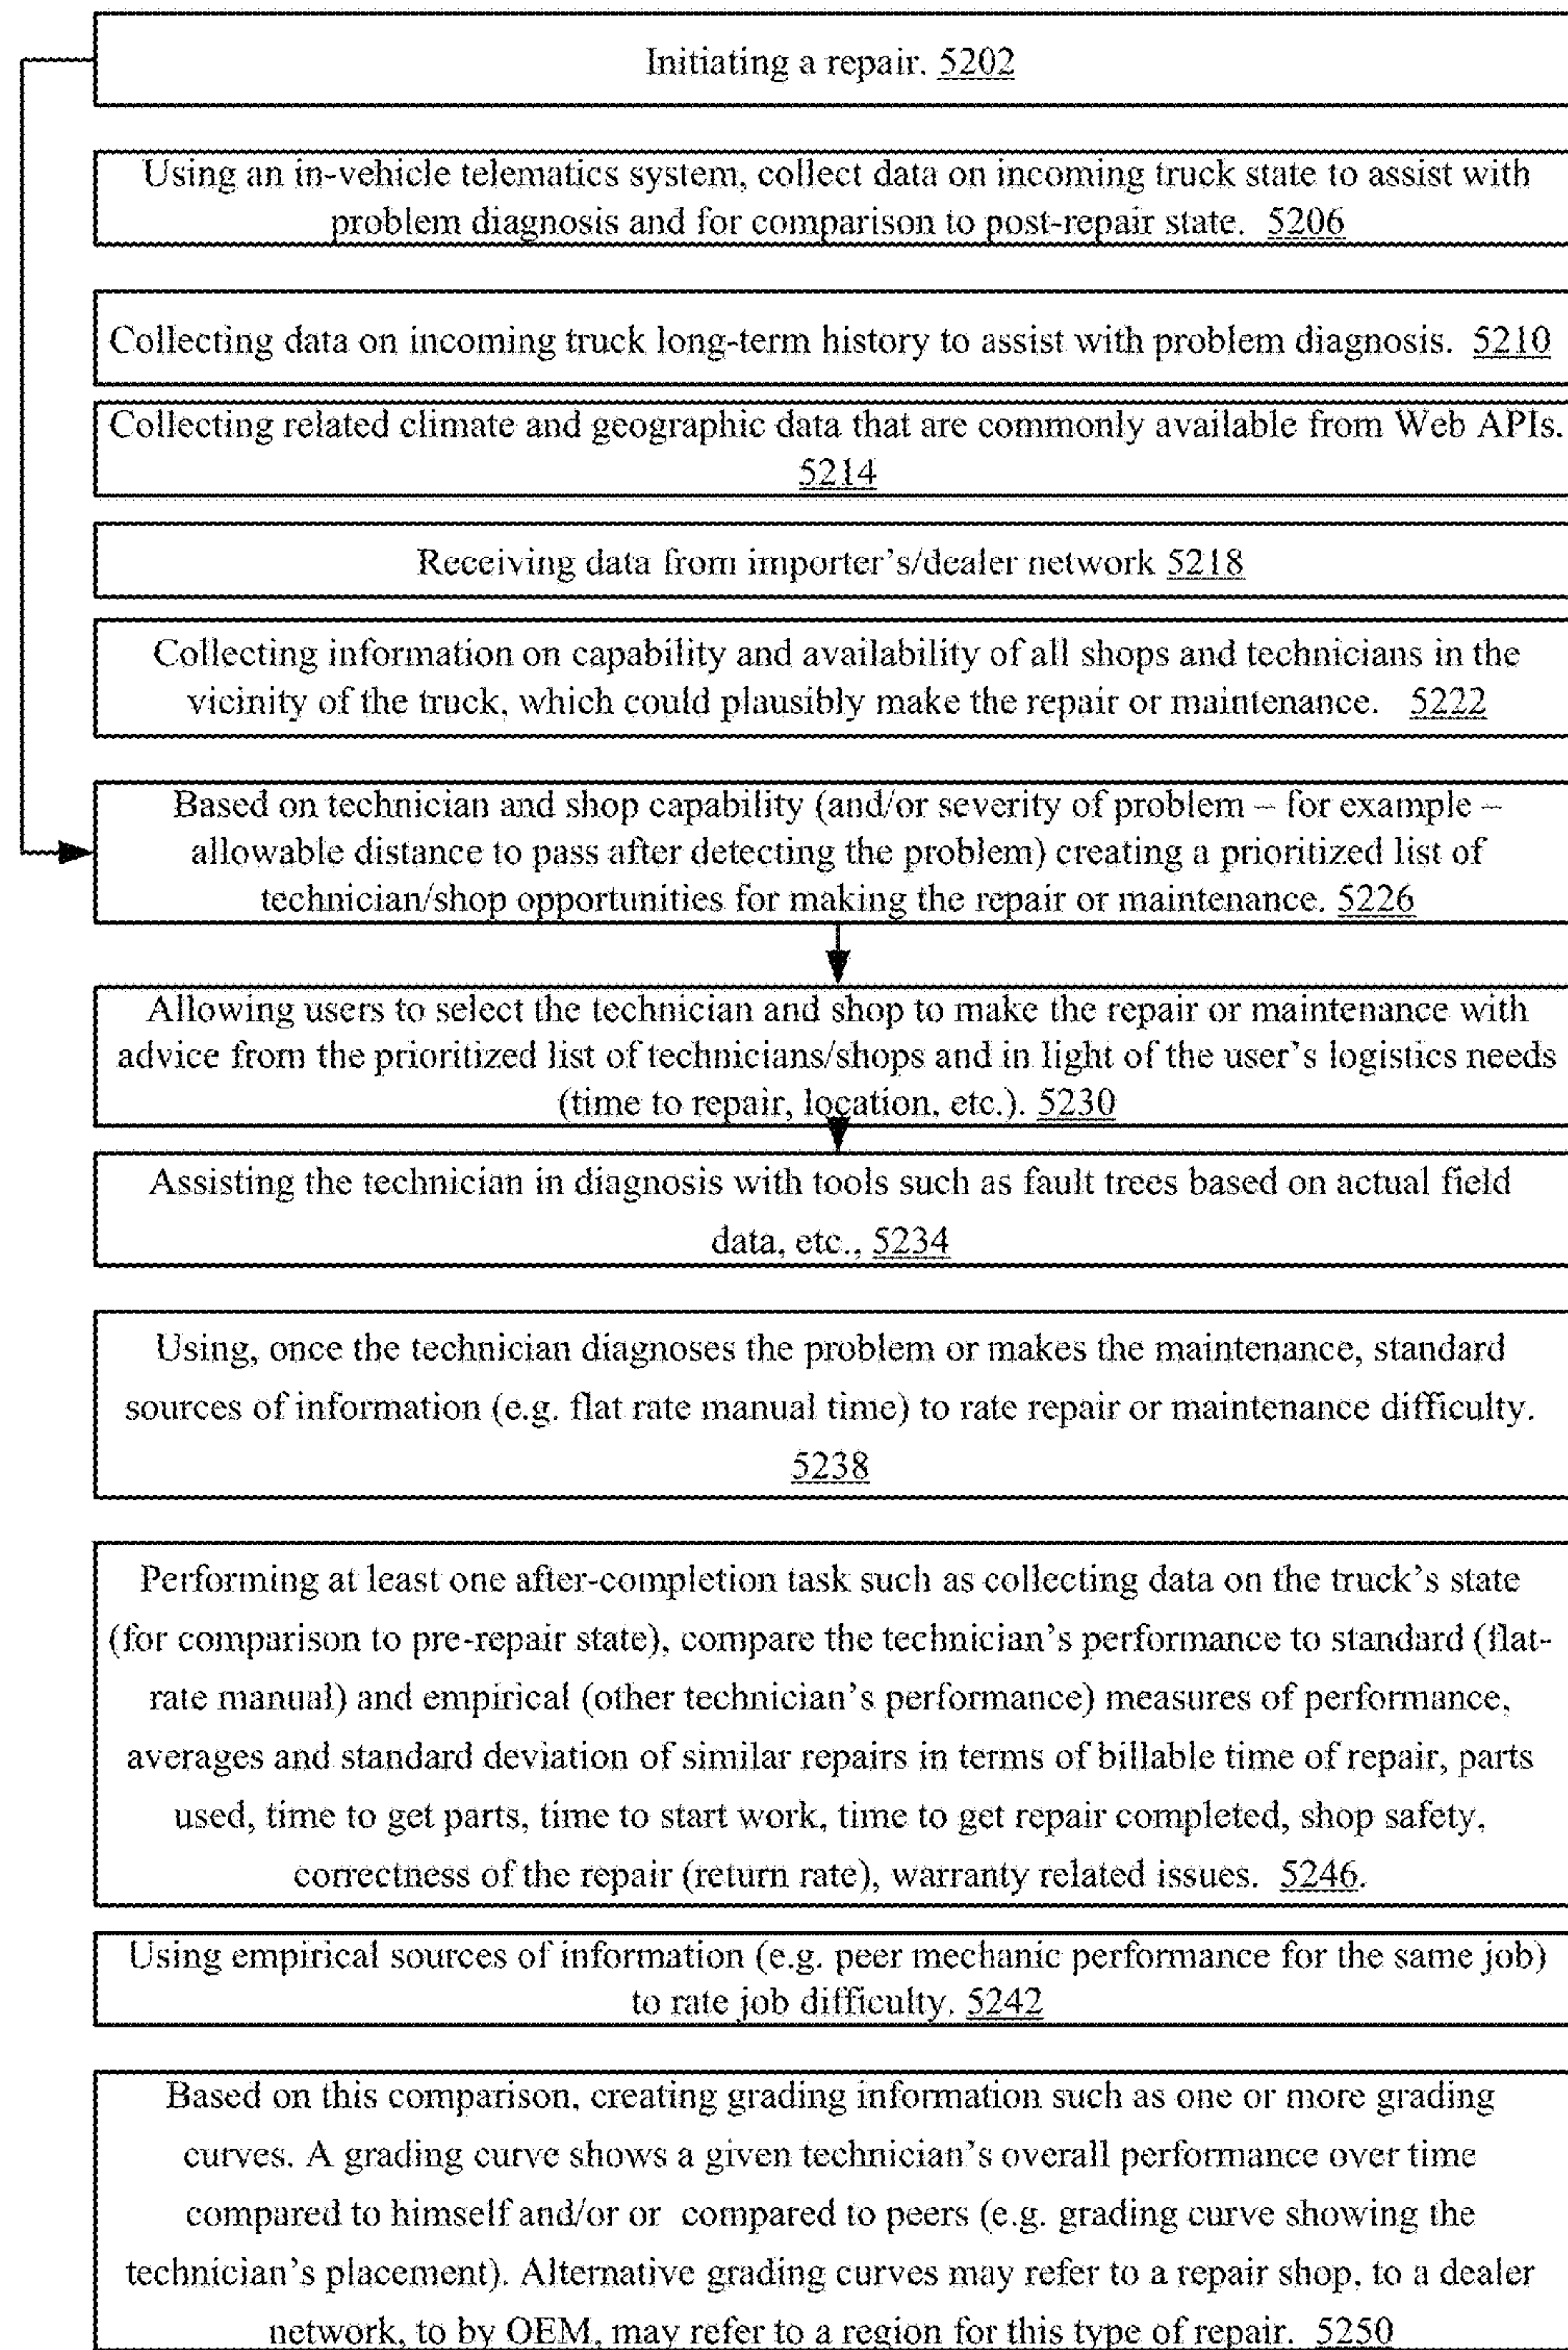 Initiating a repair. 5202
Using an in-vehicle telematics system, collect data on incoming truck state to assist with
problem diagnosis and for comparison to post-repair state. 5206
Collecting data on incoming truck long-term history to assist with problem diagnosis. 5210
Collecting related climate and geographic data that are commonly available from Web APIs.
5214
Receiving data from importer's/dealer network 5218
Collecting information on capability and availability of all shops and technicians in the
vicinity of the truck, which could plausibly make the repair or maintenance. 5222
Based on technician and shop capability (and/or severity of problem – for example –
allowable distance to pass after detecting the problem) creating a prioritized list of
technician/shop opportunities for making the repair or maintenance. 5226
Allowing users to select the technician and shop to make the repair or maintenance with
advice from the prioritized list of technicians/shops and in light of the user's logistics needs
(time to repair, location, etc.). 5230
Assisting the technician in diagnosis with tools such as fault trees based on actual field
data, etc., 5234
Using, once the technician diagnoses the problem or makes the maintenance, standard
sources of information (e.g. flat rate manual time) to rate repair or maintenance difficulty.
5238
Performing at least one after-completion task such as collecting data on the truck's state
(for comparison to pre-repair state), compare the technician's performance to standard (flat-
rate manual) and empirical (other technician's performance) measures of performance,
averages and standard deviation of similar repairs in terms of billable time of repair, parts
used, time to get parts, time to start work, time to get repair completed, shop safety,
correctness of the repair (return rate), warranty related issues. 5246.
Using empirical sources of information (e.g. peer mechanic performance for the same job)
to rate job difficulty. 5242
Based on this comparison, creating grading information such as one or more grading
curves. A grading curve shows a given technician's overall performance over time
compared to himself and/or or compared to peers (e.g. grading curve showing the
technician's placement). Alternative grading curves may refer to a repair shop, to a dealer
network, to by OEM, may refer to a region for this type of repair. 5250